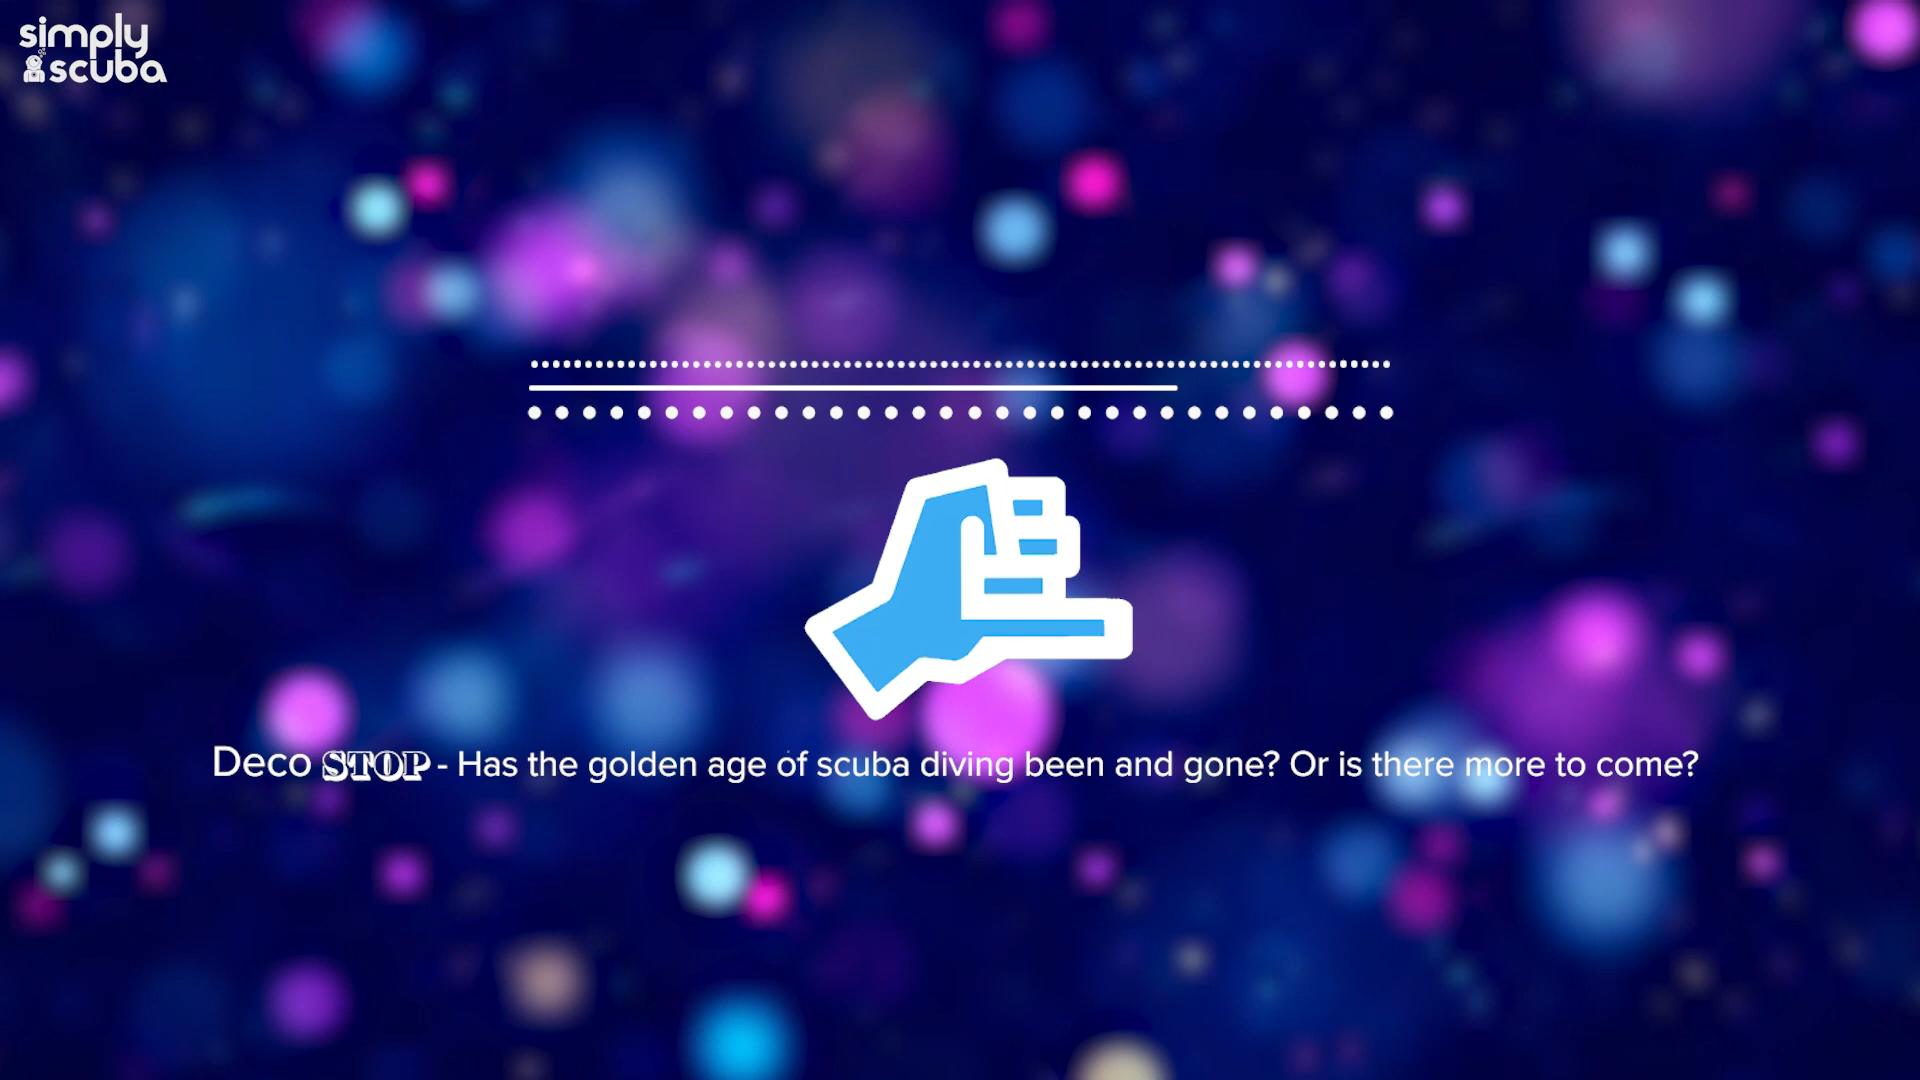 simply
scuba
Deco STOP - Has the golden age of scuba diving been and gone? Or is there more to come?